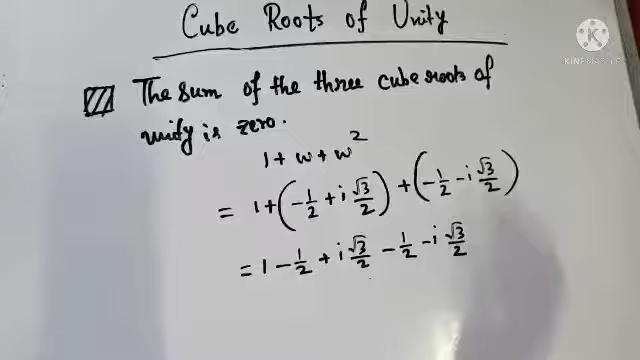 Cube Roots of Unity
The sum of the three cube roots of
unity is zero.
1 + w + w²
= 1 + (-1/2 + i √3/2) + (-1/2 - i √3/2)
= 1 - 1/2 + i √3/2 - 1/2 - i √3/2
K
KINEMASTER